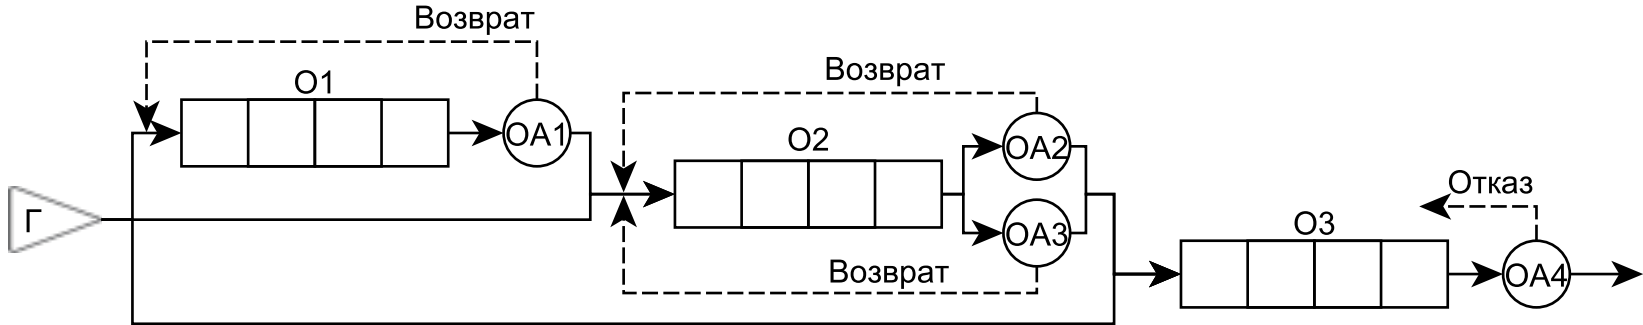 Возврат
О1
ОА1
Возврат
О2
ОА2
ОА3
Возврат
Г
Отказ
О3
ОА4